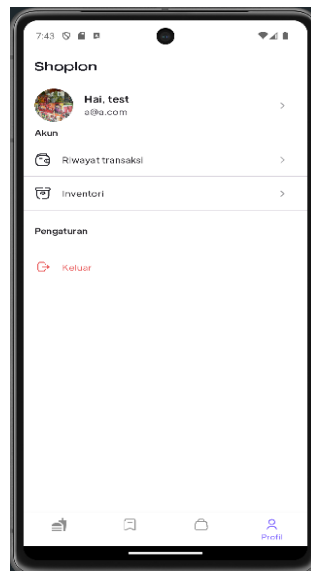 7:43
Shoplon
Hai, test
a@a.com
Akun
Riwayat transaksi
Inventori
Pengaturan
Keluar
Profil